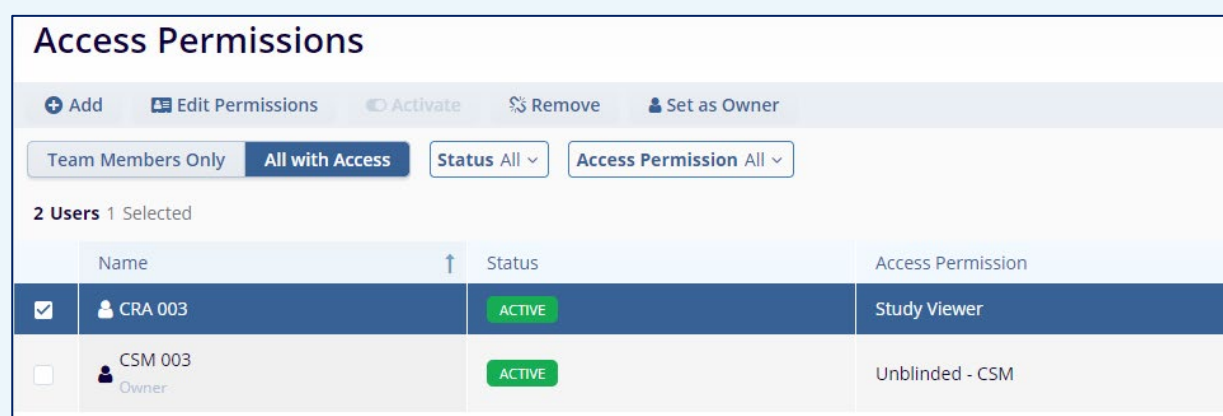 Access Permissions
Add Edit Permissions Activate Remove Set as Owner
Team Members Only All with Access Status All Access Permission All
2 Users 1 Selected
Name Status Access Permission
CRA 003 ACTIVE Study Viewer
CSM 003
Owner
ACTIVE Unblinded - CSM